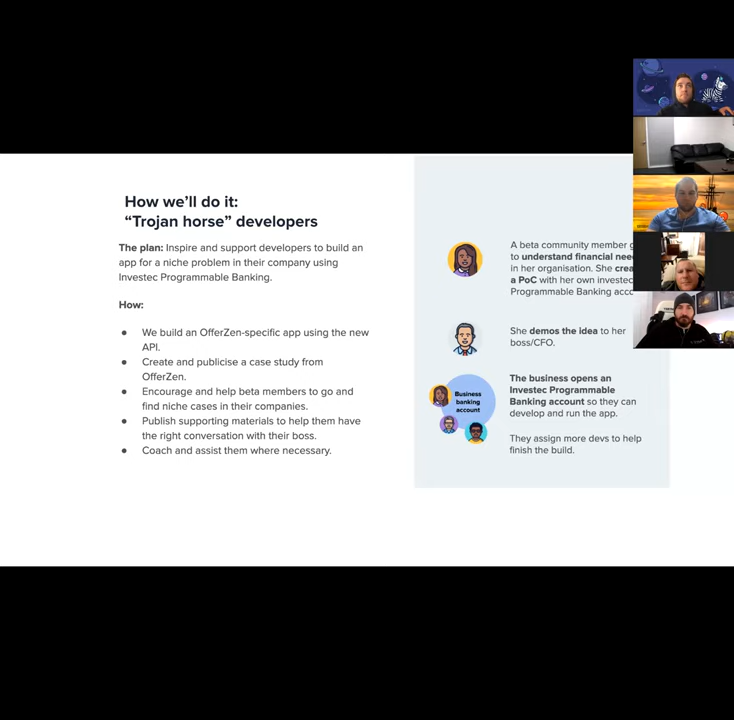 How we'll do it:
“Trojan horse” developers
The plan: Inspire and support developers to build an
app for a niche problem in their company using
Investec Programmable Banking.
How:
● We build an OfferZen-specific app using the new
API.
● Create and publicise a case study from
OfferZen.
● Encourage and help beta members to go and
find niche cases in their companies.
● Publish supporting materials to help them have
the right conversation with their boss.
● Coach and assist them where necessary.
A beta community member
to understand financial
in her organisation. She
a PoC with her own investec
Programmable Banking
She demos the idea to her
boss/CFO.
Business
banking
account
The business opens an
Investec Programmable
Banking account so they can
develop and run the app.
They assign more devs to help
finish the build.